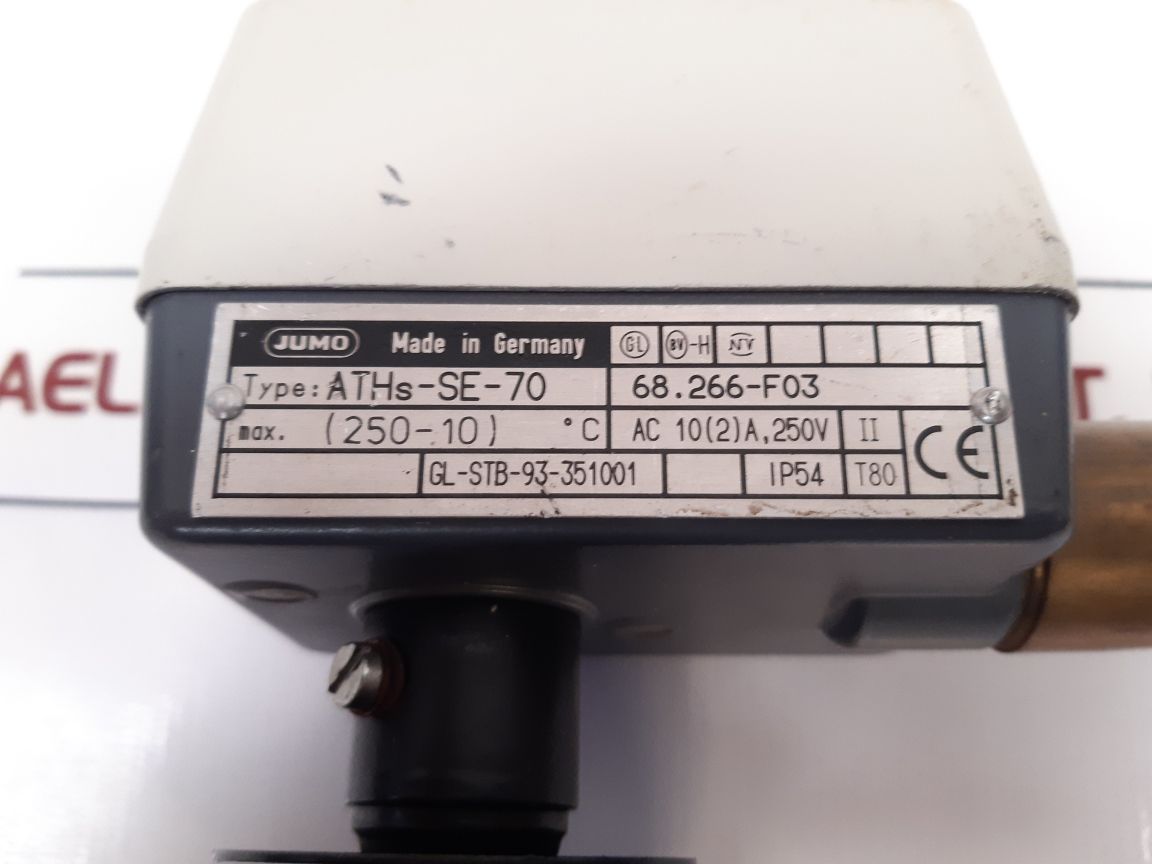 JUMO Made in Germany GL BV-H NV
Type: ATHs-SE-70 68.266-F03
max. (250-10) °C AC 10(2)A,250V II CE
GL-STB-93-351001 IP54 T80
AEL T